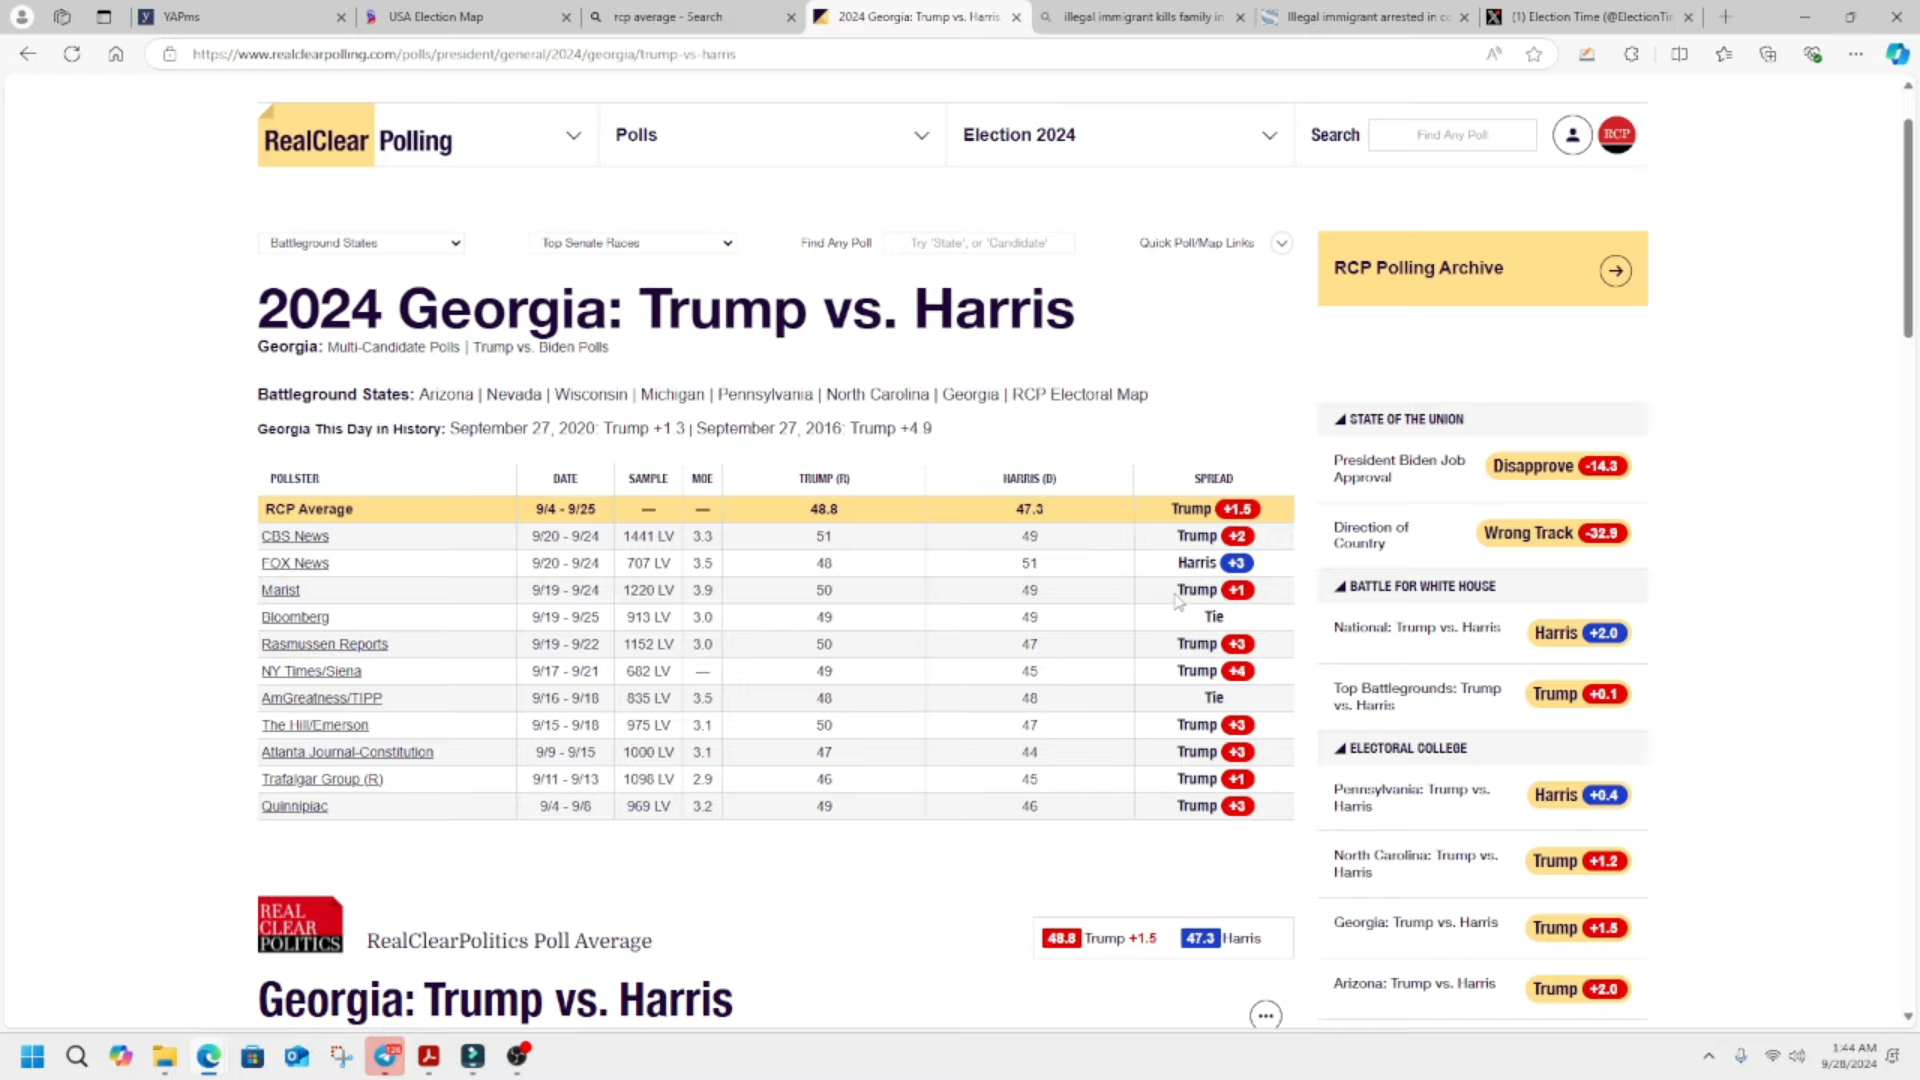 YAPms
USA Election Map
rcp average - Search
2024 Georgia: Trump vs. Harris
illegal immigrant kills family in
Illegal immigrant arrested in cc
(1) Election Time (@ElectionTin
https://www.realclearpolling.com/polls/president/general/2024/georgia/trump-vs-harris
RealClear Polling
Polls
Election 2024
Search
Find Any Poll
RCP
Battleground States
Top Senate Races
Find Any Poll
Try 'State', or 'Candidate'
Quick Poll/Map Links
RCP Polling Archive
2024 Georgia: Trump vs. Harris
Georgia: Multi-Candidate Polls | Trump vs. Biden Polls
Battleground States: Arizona | Nevada | Wisconsin | Michigan | Pennsylvania | North Carolina | Georgia | RCP Electoral Map
Georgia This Day in History: September 27, 2020: Trump +1.3 | September 27, 2016: Trump +4.9
POLLSTER DATE SAMPLE MOE TRUMP (R) HARRIS (D) SPREAD
RCP Average 9/4 - 9/25 — — 48.8 47.3 Trump +1.5
CBS News 9/20 - 9/24 1441 LV 3.3 51 49 Trump +2
FOX News 9/20 - 9/24 707 LV 3.5 48 51 Harris +3
Marist 9/19 - 9/24 1220 LV 3.9 50 49 Trump +1
Bloomberg 9/19 - 9/25 913 LV 3.0 49 49 Tie
Rasmussen Reports 9/19 - 9/22 1152 LV 3.0 50 47 Trump +3
NY Times/Siena 9/17 - 9/21 682 LV — 49 45 Trump +4
AmGreatness/TIPP 9/16 - 9/18 835 LV 3.5 48 48 Tie
The Hill/Emerson 9/15 - 9/18 975 LV 3.1 50 47 Trump +3
Atlanta Journal-Constitution 9/9 - 9/15 1000 LV 3.1 47 44 Trump +3
Trafalgar Group (R) 9/11 - 9/13 1098 LV 2.9 46 45 Trump +1
Quinnipiac 9/4 - 9/8 969 LV 3.2 49 46 Trump +3
STATE OF THE UNION
President Biden Job
Approval
Disapprove -14.3
Direction of
Country
Wrong Track -32.9
BATTLE FOR WHITE HOUSE
National: Trump vs. Harris
Harris +2.0
Top Battlegrounds: Trump
vs. Harris
Trump +0.1
ELECTORAL COLLEGE
Pennsylvania: Trump vs.
Harris
Harris +0.4
North Carolina: Trump vs.
Harris
Trump +1.2
Georgia: Trump vs. Harris
Trump +1.5
Arizona: Trump vs. Harris
Trump +2.0
REAL
CLEAR
POLITICS
RealClearPolitics Poll Average
48.8 Trump +1.5 47.3 Harris
Georgia: Trump vs. Harris
1:44 AM
9/28/2024